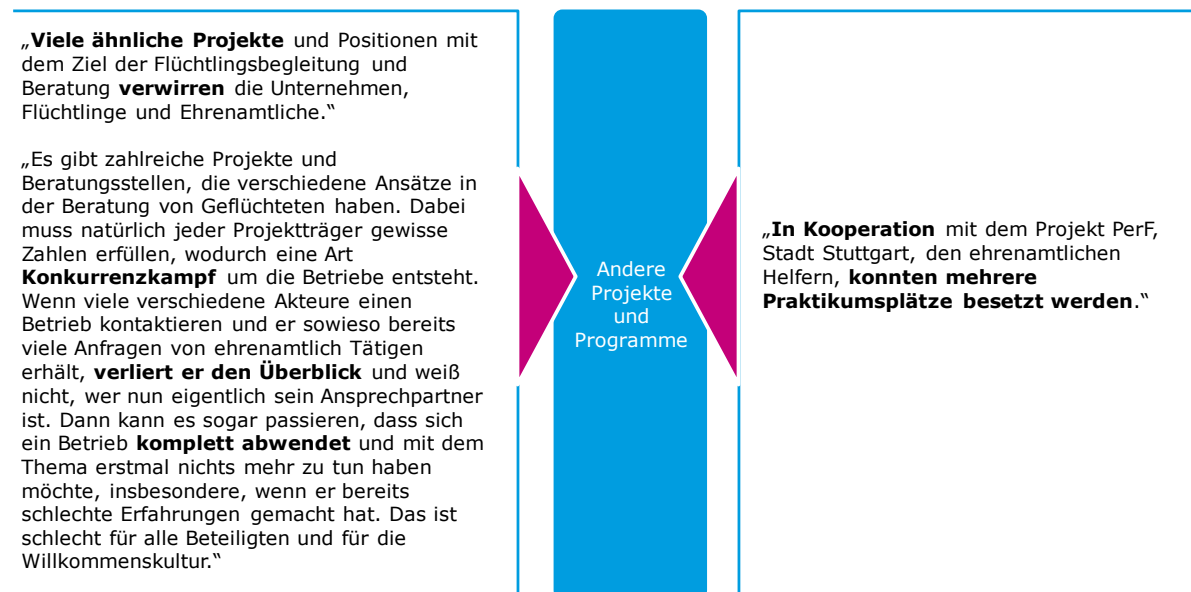 „Viele ähnliche Projekte und Positionen mit
dem Ziel der Flüchtlingsbegleitung und
Beratung verwirren die Unternehmen,
Flüchtlinge und Ehrenamtliche.“
„Es gibt zahlreiche Projekte und
Beratungsstellen, die verschiedene Ansätze in
der Beratung von Geflüchteten haben. Dabei
muss natürlich jeder Projektträger gewisse
Zahlen erfüllen, wodurch eine Art
Konkurrenzkampf um die Betriebe entsteht.
Wenn viele verschiedene Akteure einen
Betrieb kontaktieren und er sowieso bereits
viele Anfragen von ehrenamtlich Tätigen
erhält, verliert er den Überblick und weiß
nicht, wer nun eigentlich sein Ansprechpartner
ist. Dann kann es sogar passieren, dass sich
ein Betrieb komplett abwendet und mit dem
Thema erstmal nichts mehr zu tun haben
möchte, insbesondere, wenn er bereits
schlechte Erfahrungen gemacht hat. Das ist
schlecht für alle Beteiligten und für die
Willkommenskultur.“
Andere
Projekte
und
Programme
„In Kooperation mit dem Projekt PerF,
Stadt Stuttgart, den ehrenamtlichen
Helfern, konnten mehrere
Praktikumsplätze besetzt werden.“